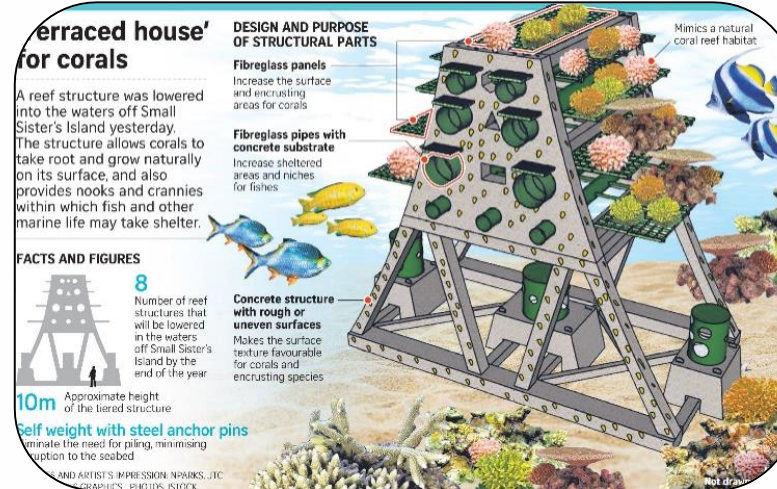 erraced house'
for corals
A reef structure was lowered
into the waters off Small
Sister's Island yesterday.
The structure allows corals to
take root and grow naturally
on its surface, and also
provides nooks and crannies
within which fish and other
marine life may take shelter.
FACTS AND FIGURES
8
Number of reef
structures that
will be lowered
in the waters
off Small Sister's
Island by the
end of the year
10m Approximate height
of the tiered structure
Self weight with steel anchor pins
iminate the need for piling, minimising
ruption to the seabed
AND ARTIST'S IMPRESSION: NPARKS, JTC
GRAPHICS PHOTOS: ISTOCK
DESIGN AND PURPOSE
OF STRUCTURAL PARTS
Fibreglass panels
Increase the surface
and encrusting
areas for corals
Fibreglass pipes with
concrete substrate
Increase sheltered
areas and niches
for fishes
Concrete structure
with rough or
uneven surfaces
Makes the surface
texture favourable
for corals and
encrusting species
Mimics a natural
coral reef habitat
Not draw